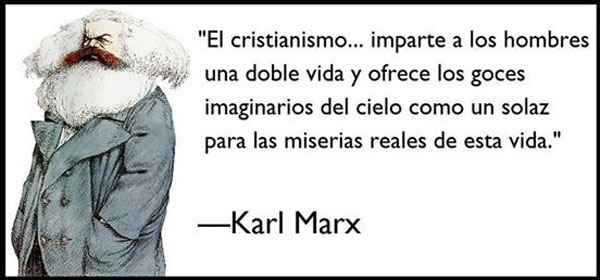 "El cristianismo... imparte a los hombres
una doble vida y ofrece los goces
imaginarios del cielo como un solaz
para las miserias reales de esta vida."
—Karl Marx